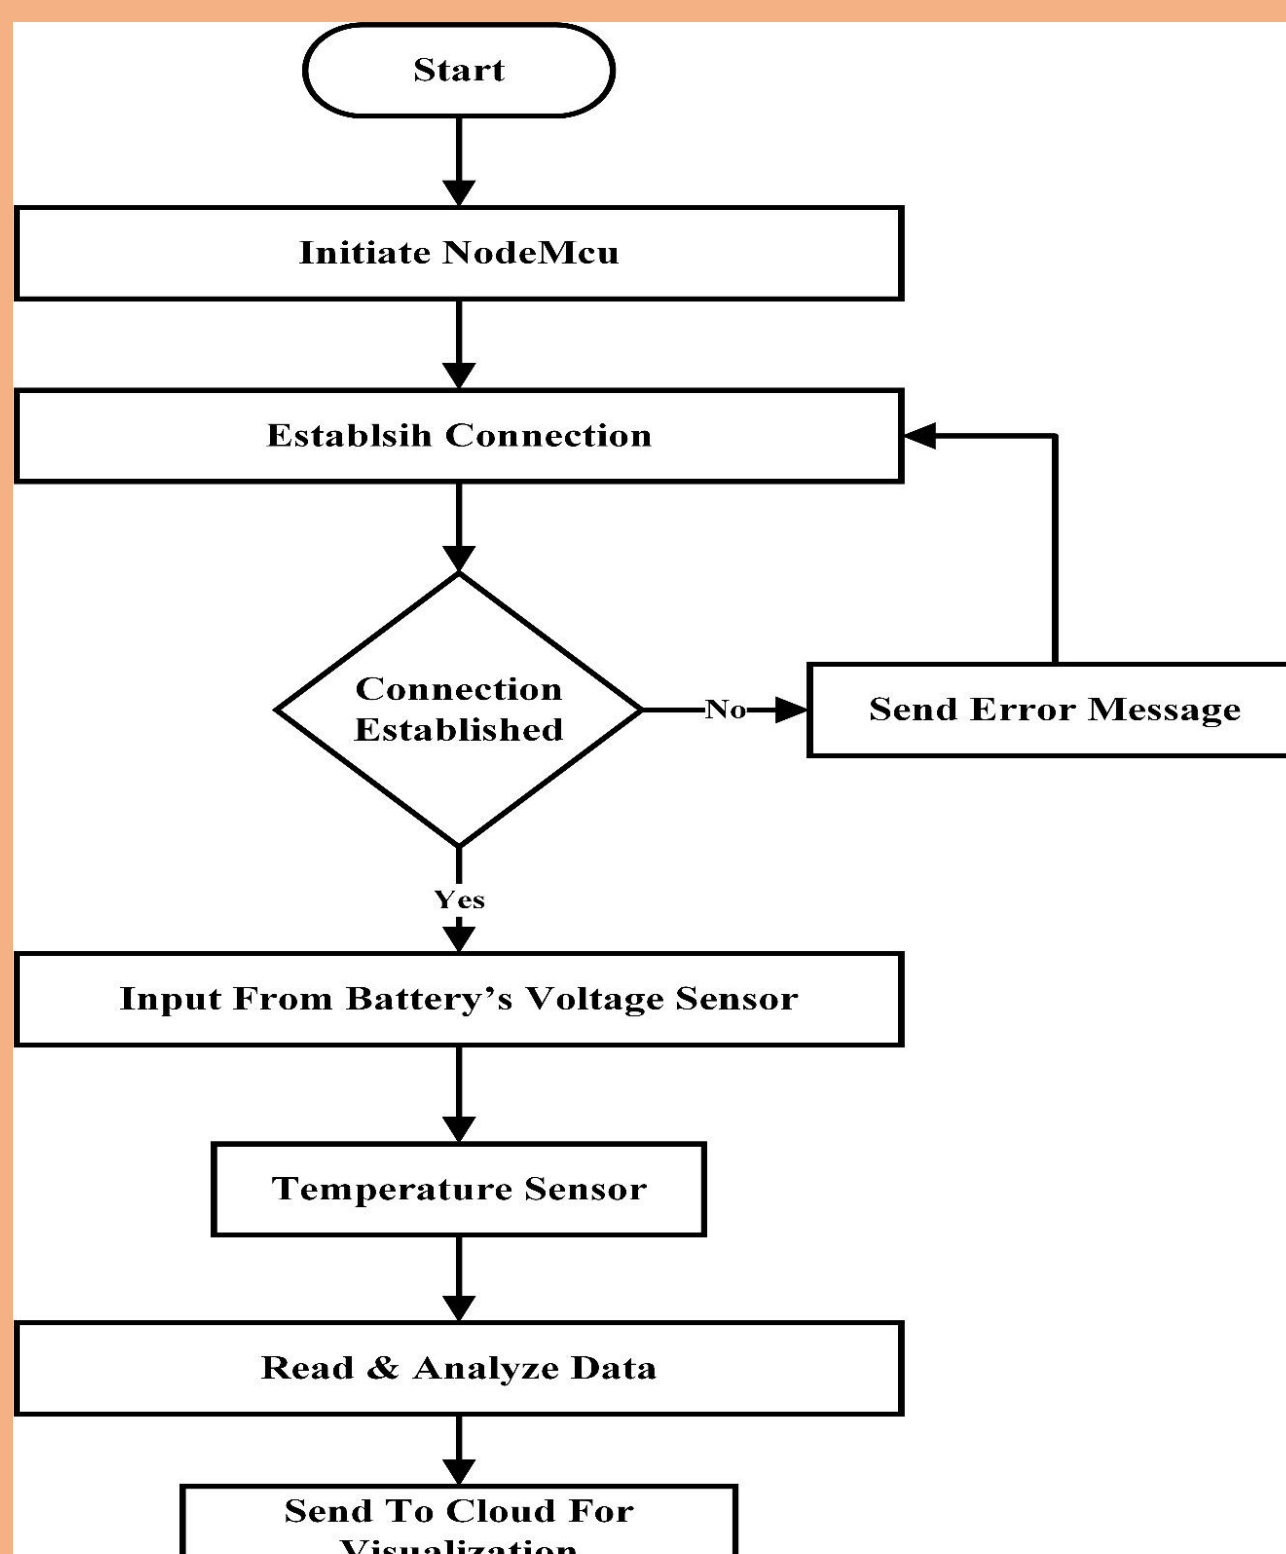 Start
Initiate NodeMcu
Establsih Connection
Connection
Established
No
Send Error Message
Yes
Input From Battery’s Voltage Sensor
Temperature Sensor
Read & Analyze Data
Send To Cloud For
Visualization